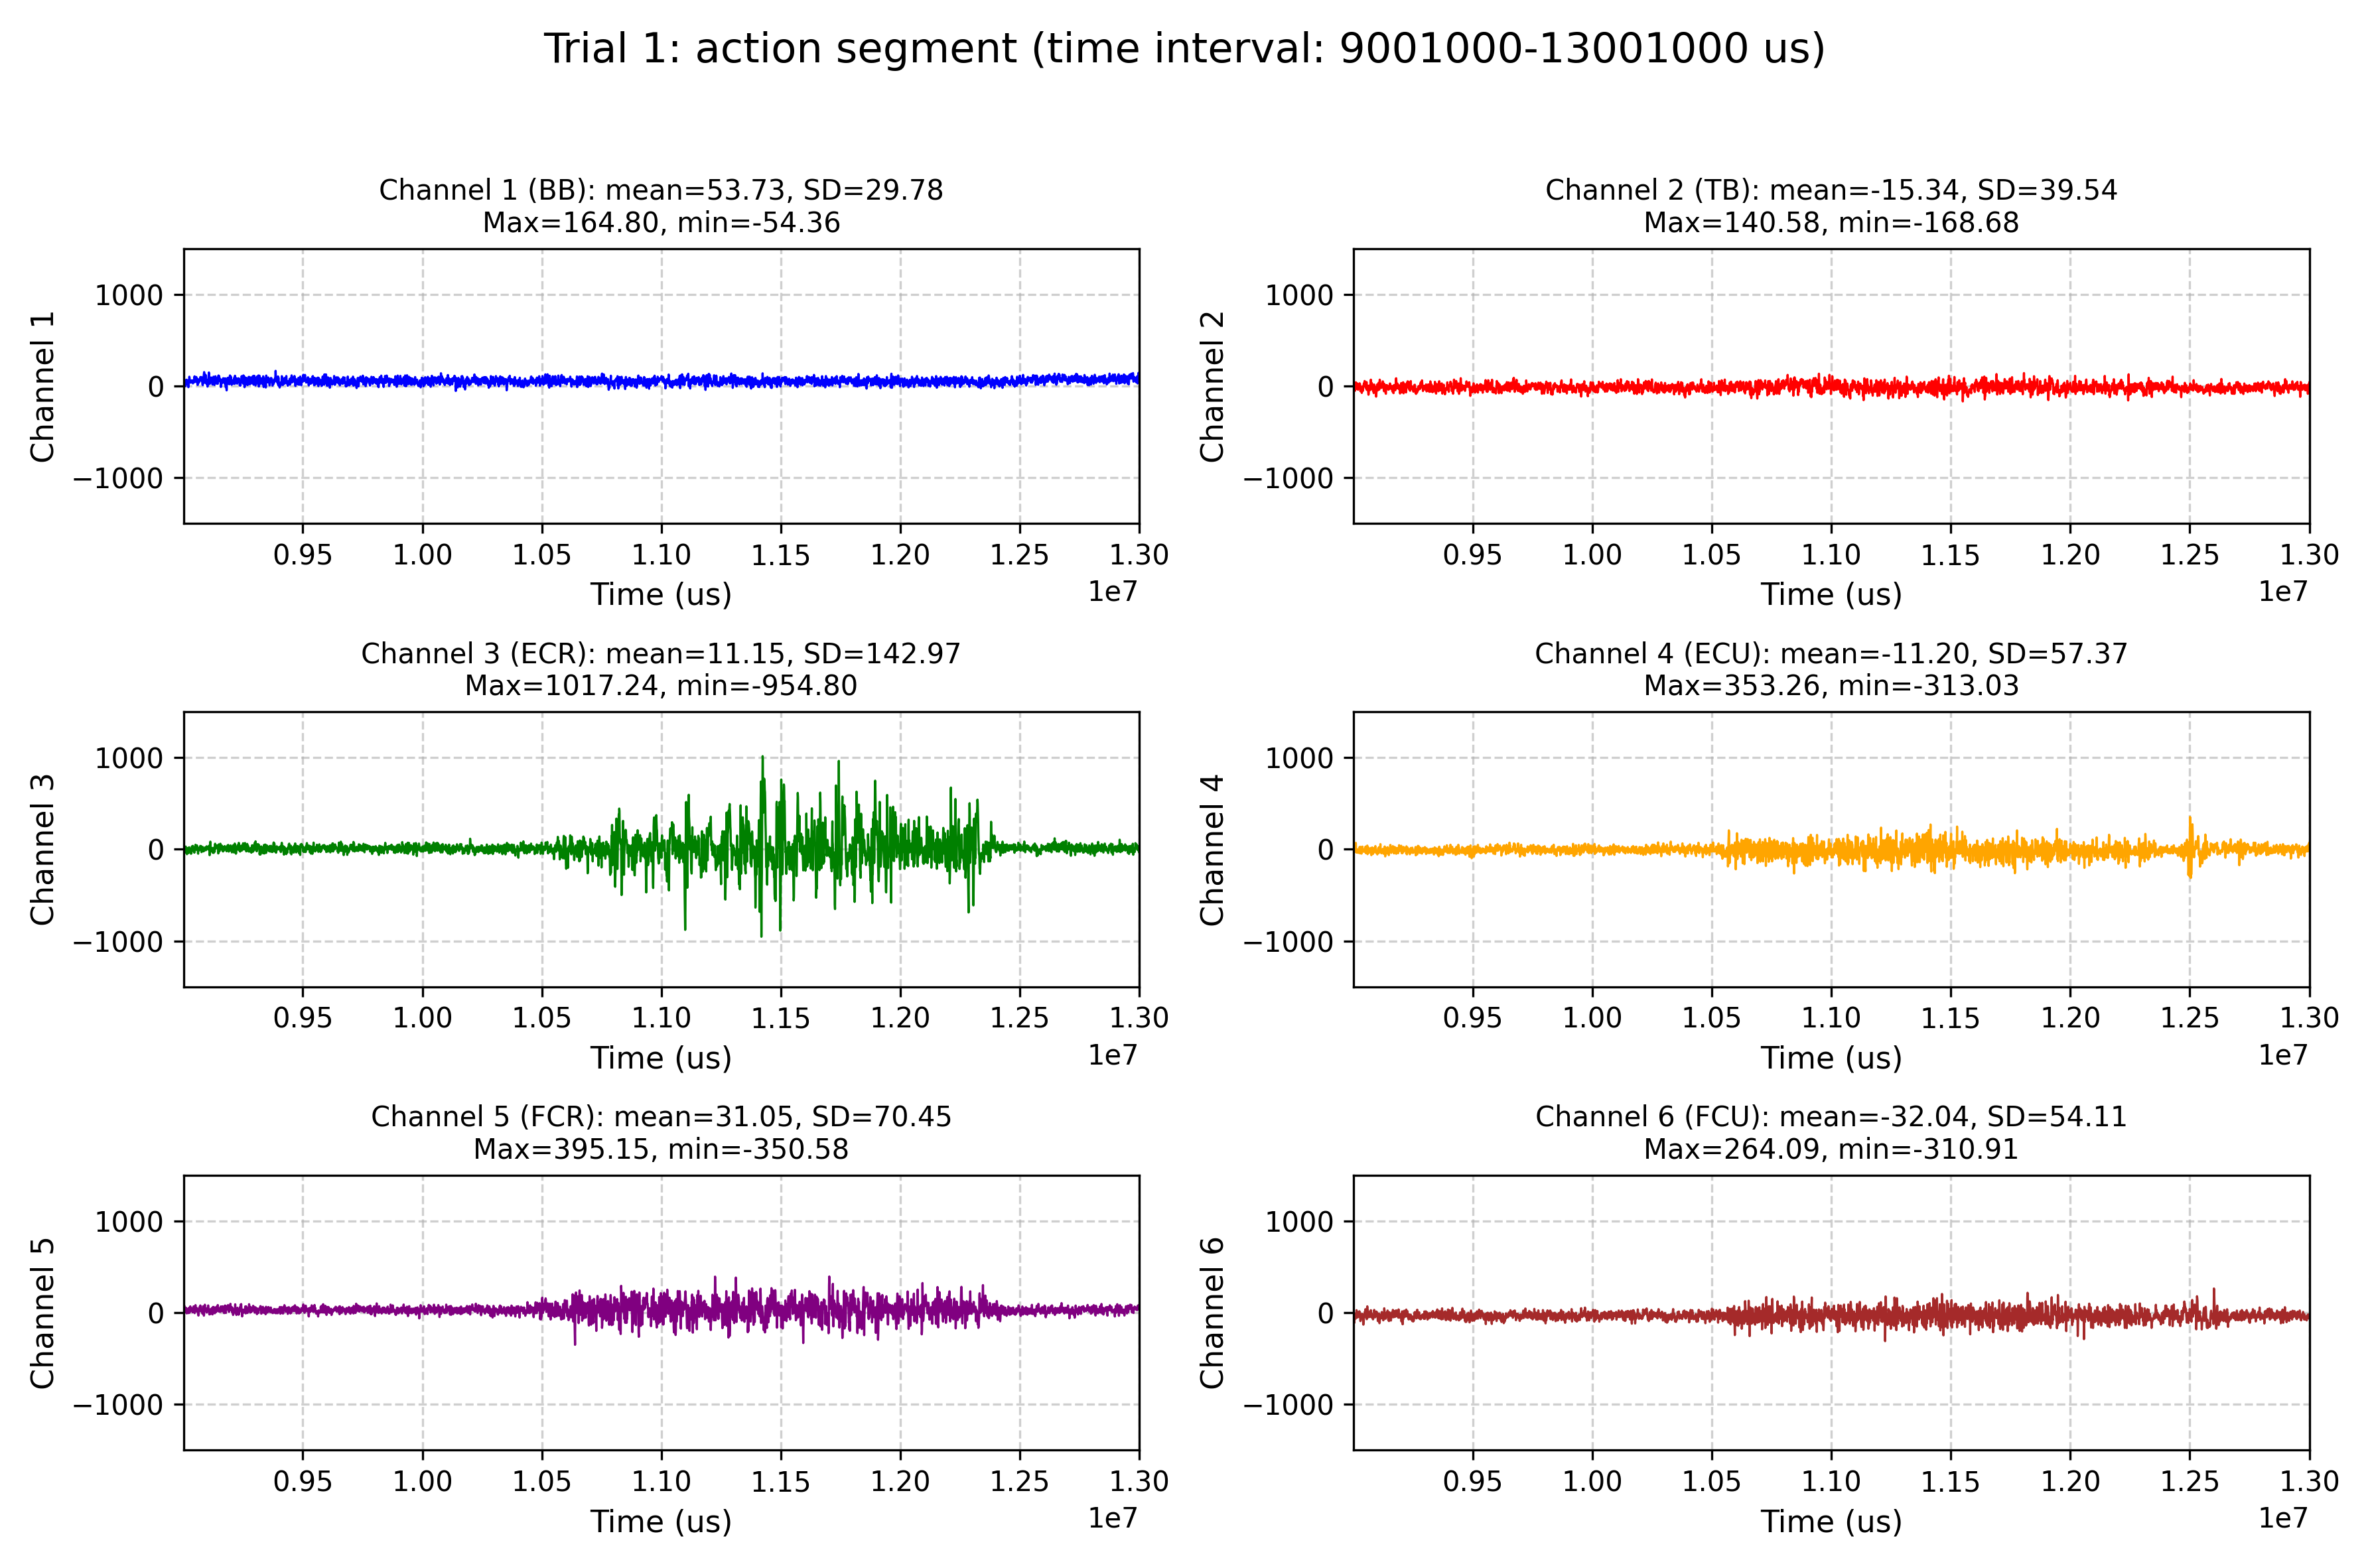 Trial 1: action segment (time interval: 9001000-13001000 us)
Channel 1 (BB): mean=53.73, SD=29.78
Max=164.80, min=-54.36
Channel 1
1000
0
−1000
0.95 1.00 1.05 1.10 1.15 1.20 1.25 1.30
Time (us)
1e7
Channel 2 (TB): mean=-15.34, SD=39.54
Max=140.58, min=-168.68
Channel 2
1000
0
−1000
0.95 1.00 1.05 1.10 1.15 1.20 1.25 1.30
Time (us)
1e7
Channel 3 (ECR): mean=11.15, SD=142.97
Max=1017.24, min=-954.80
Channel 3
1000
0
−1000
0.95 1.00 1.05 1.10 1.15 1.20 1.25 1.30
Time (us)
1e7
Channel 4 (ECU): mean=-11.20, SD=57.37
Max=353.26, min=-313.03
Channel 4
1000
0
−1000
0.95 1.00 1.05 1.10 1.15 1.20 1.25 1.30
Time (us)
1e7
Channel 5 (FCR): mean=31.05, SD=70.45
Max=395.15, min=-350.58
Channel 5
1000
0
−1000
0.95 1.00 1.05 1.10 1.15 1.20 1.25 1.30
Time (us)
1e7
Channel 6 (FCU): mean=-32.04, SD=54.11
Max=264.09, min=-310.91
Channel 6
1000
0
−1000
0.95 1.00 1.05 1.10 1.15 1.20 1.25 1.30
Time (us)
1e7